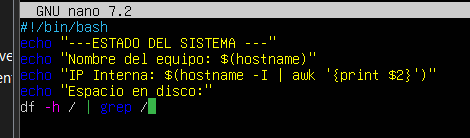 GNU nano 7.2
#!/bin/bash
echo "---ESTADO DEL SISTEMA ---"
echo "Nombre del equipo: $(hostname)"
echo "IP Interna: $(hostname -I | awk '{print $2}')"
echo "Espacio en disco:"
df -h / | grep /